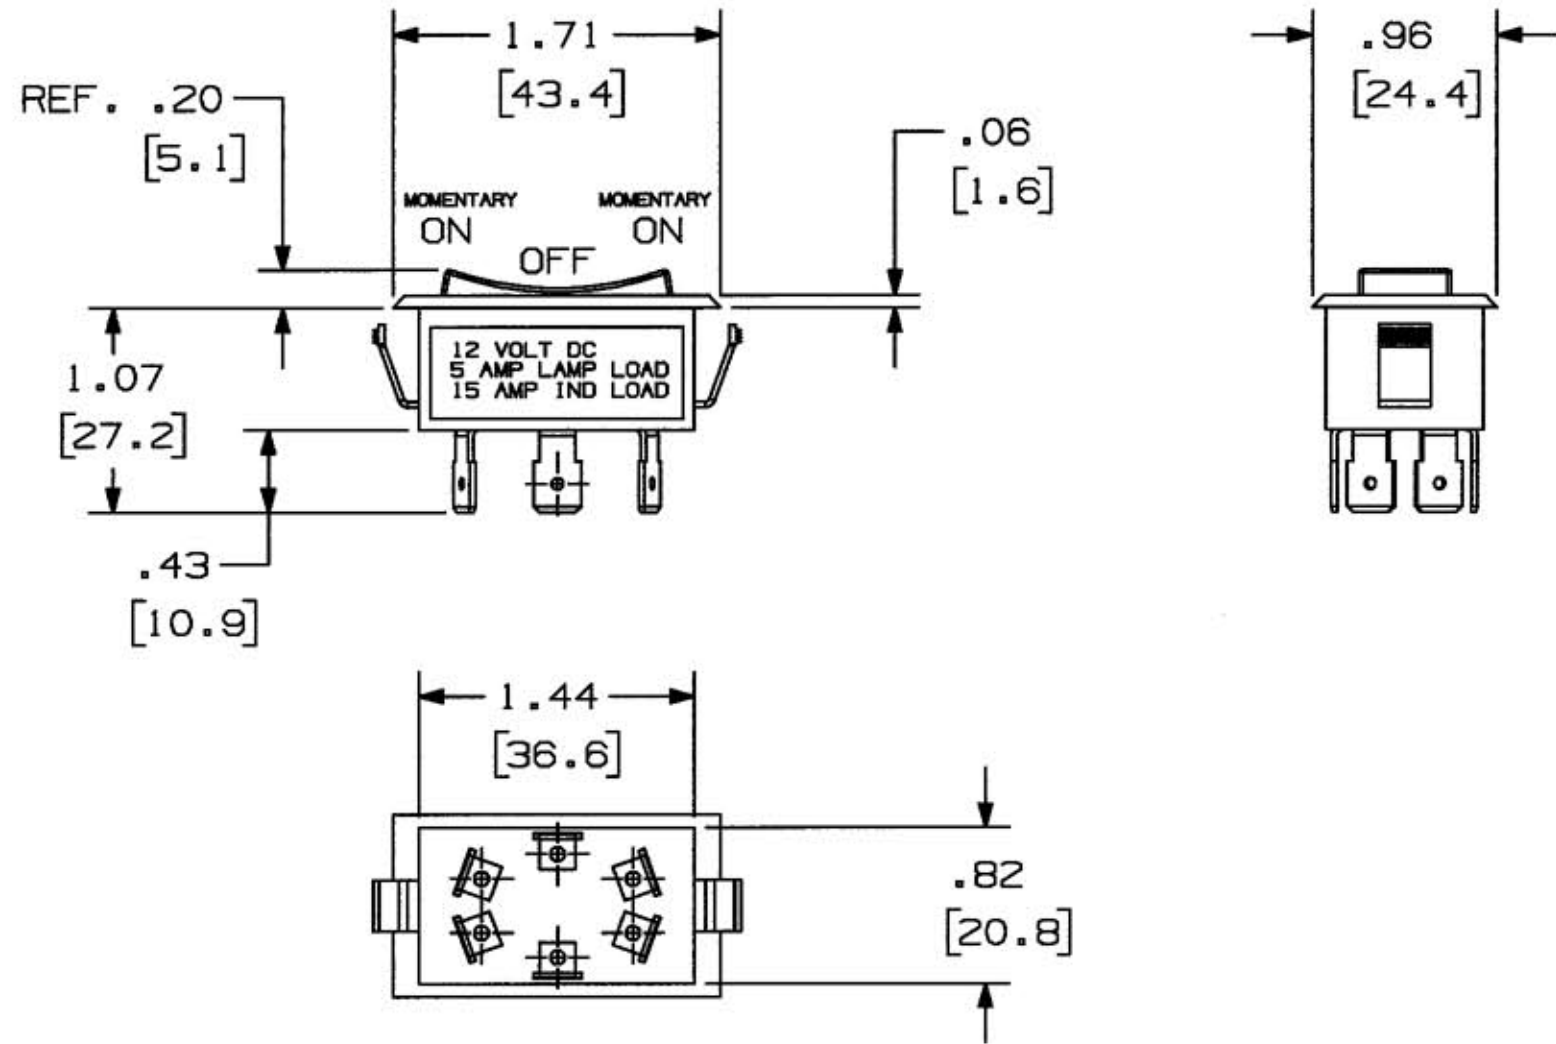 1.71
[43.4]
.96
[24.4]
REF. .20
[5.1]
.06
[1.6]
MOMENTARY
ON
MOMENTARY
ON
OFF
12 VOLT DC
5 AMP LAMP LOAD
15 AMP IND LOAD
1.07
[27.2]
.43
[10.9]
1.44
[36.6]
.82
[20.8]